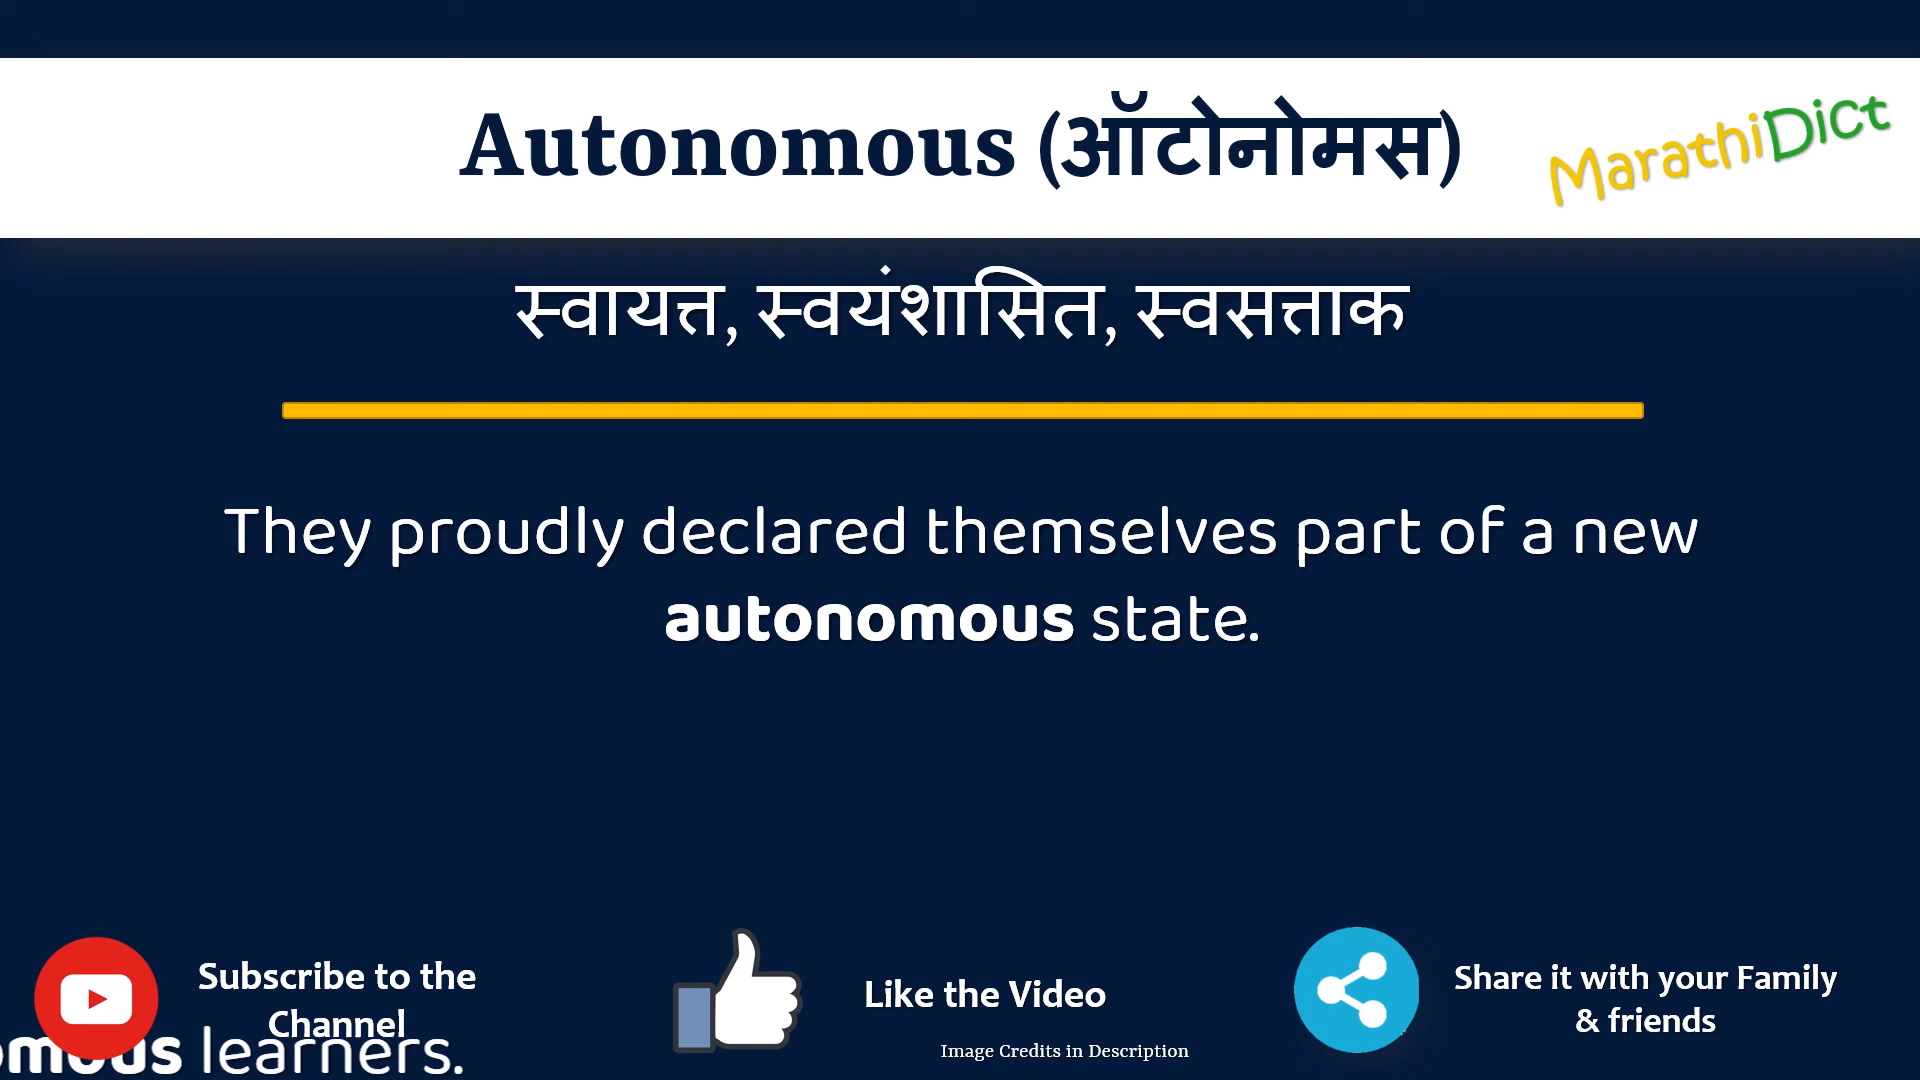 Autonomous (ऑटोनोमस)
MarathiDict
स्वायत्त, स्वयंशासित, स्वसत्ताक
They proudly declared themselves part of a new
autonomous state.
Subscribe to the
Channel
Like the Video
Share it with your Family
& friends
learners.
Image Credits in Description